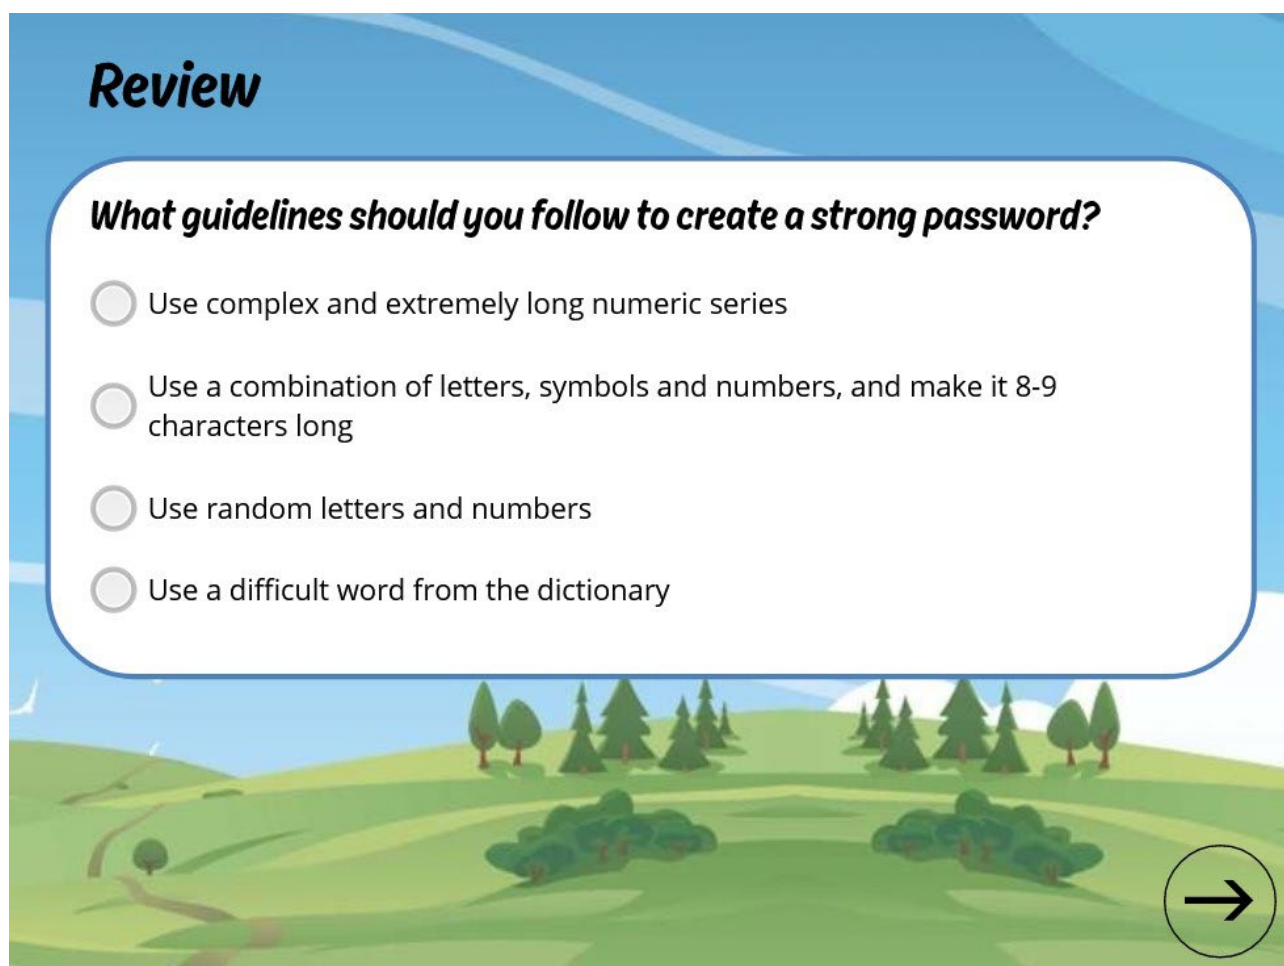 Review
What guidelines should you follow to create a strong password?
Use complex and extremely long numeric series
Use a combination of letters, symbols and numbers, and make it 8-9
characters long
Use random letters and numbers
Use a difficult word from the dictionary